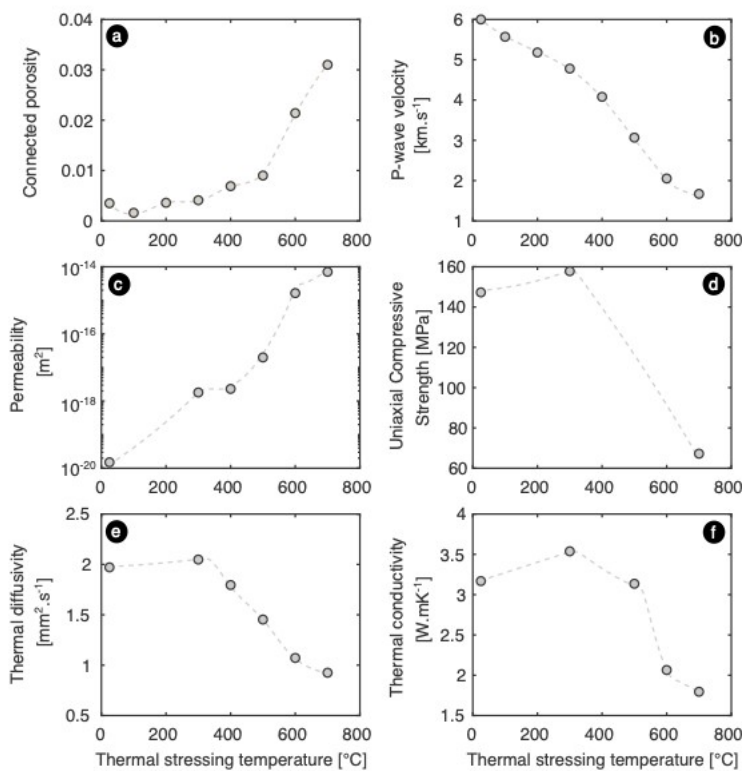 a
Connected porosity
0.04
0.03
0.02
0.01
0
0 200 400 600 800
b
P-wave velocity
[km.s⁻¹]
6
5
4
3
2
1
0 200 400 600 800
c
Permeability
[m²]
10⁻¹⁴
10⁻¹⁶
10⁻¹⁸
10⁻²⁰
0 200 400 600 800
d
Uniaxial Compressive
Strength [MPa]
160
140
120
100
80
60
0 200 400 600 800
e
Thermal diffusivity
[mm².s⁻¹]
2.5
2
1.5
1
0.5
0 200 400 600 800
Thermal stressing temperature [°C]
f
Thermal conductivity
[W.mK⁻¹]
4
3.5
3
2.5
2
1.5
0 200 400 600 800
Thermal stressing temperature [°C]